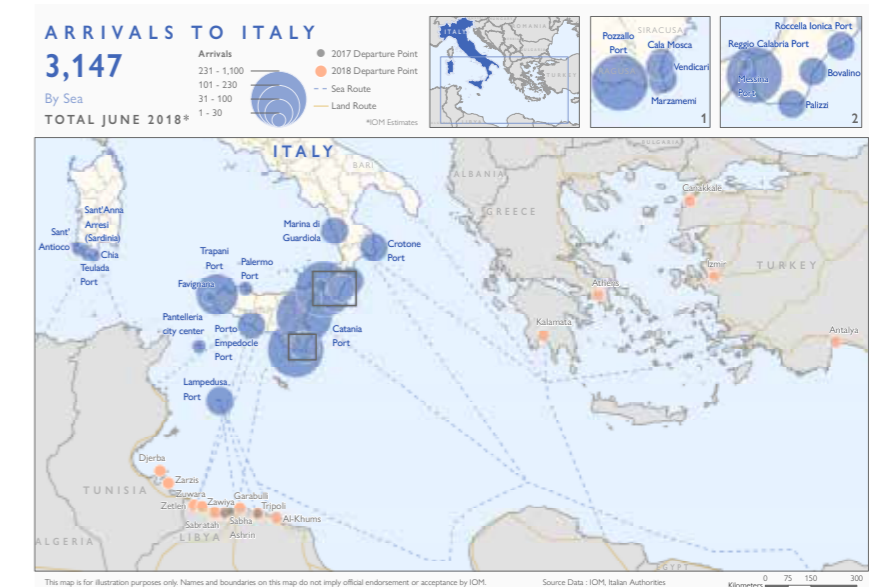 ARRIVALS TO ITALY
3,147
By Sea
TOTAL JUNE 2018*
Arrivals
231 - 1,100
101 - 230
31 - 100
1 - 30
2017 Departure Point
2018 Departure Point
Sea Route
Land Route
*IOM Estimates
ITALY
ROMANIA
TURKEY
SIRACUSA
Pozzallo
Port
Cala Mosca
Vendicari
Marzamemi
1
Roccella Ionica Port
Reggio Calabria Port
Messina
Port
Bovalino
Palizzi
2
ITALY
BARI
ALBANIA
BULGARIA
GREECE
TURKEY
Canakkale
Izmir
Athens
Kalamata
Antalya
Sant'Anna
Arresi
(Sardinia)
Sant'
Antioco
Chia
Teulada
Port
Marina di
Guardiola
Crotone
Port
Trapani
Port
Palermo
Port
Favignana
Pantelleria
city center
Porto
Empedocle
Port
Catania
Port
Lampedusa
Port
Djerba
Zarzis
TUNISIA
Zuwara
Zetlen
Zawiya
Garabulli
Tripoli
Sabratah
Sabha
Al-Khums
Ashrin
LIBYA
ALGERIA
EGYPT
This map is for illustration purposes only. Names and boundaries on this map do not imply official endorsement or acceptance by IOM.
Source Data : IOM, Italian Authorities
Kilometers
0 75 150 300